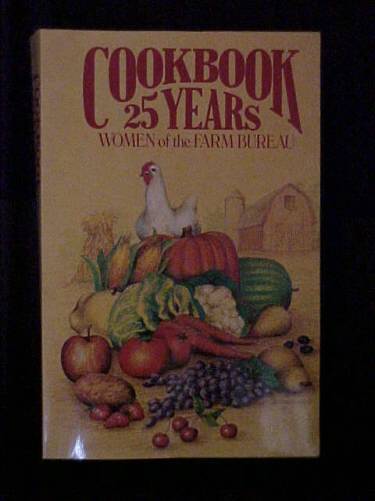 COOKBOOK
25 YEARS
WOMEN of the FARM BUREAU